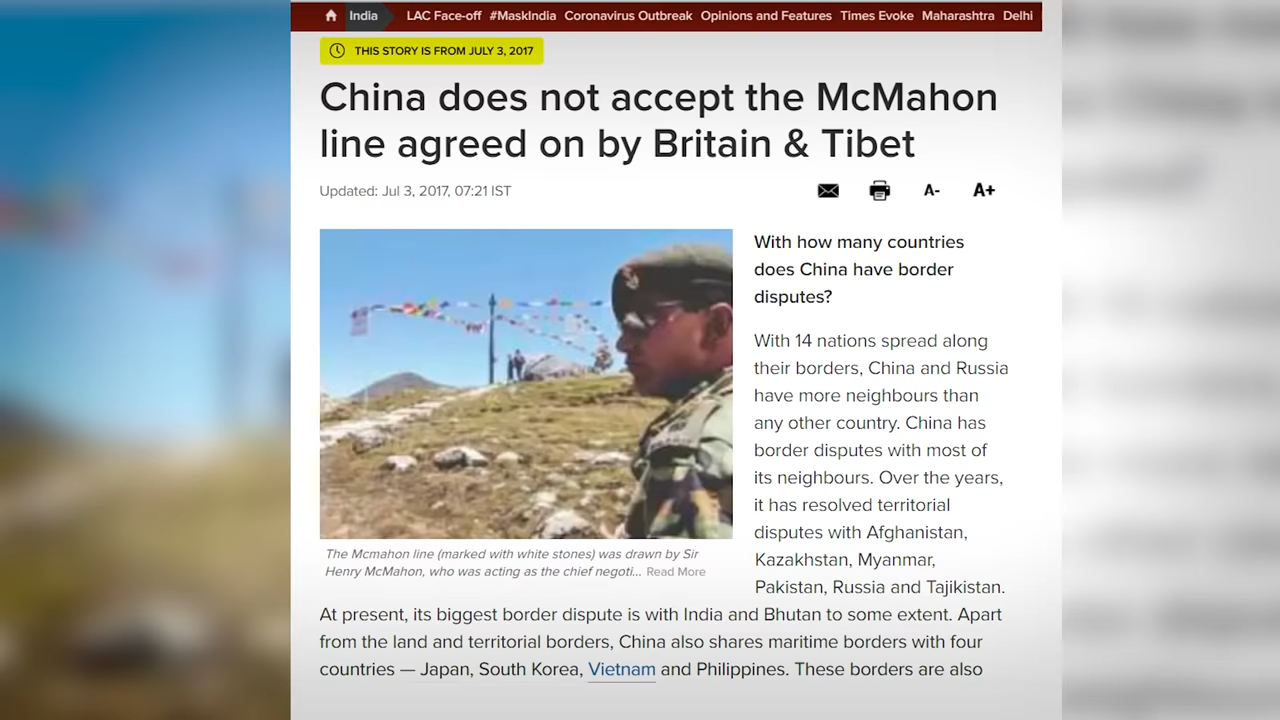 India LAC Face-off #MaskIndia Coronavirus Outbreak Opinions and Features Times Evoke Maharashtra Delhi
THIS STORY IS FROM JULY 3, 2017
China does not accept the McMahon
line agreed on by Britain & Tibet
Updated: Jul 3, 2017, 07:21 IST
A- A+
The Mcmahon line (marked with white stones) was drawn by Sir
Henry McMahon, who was acting as the chief negoti... Read More
With how many countries
does China have border
disputes?
With 14 nations spread along
their borders, China and Russia
have more neighbours than
any other country. China has
border disputes with most of
its neighbours. Over the years,
it has resolved territorial
disputes with Afghanistan,
Kazakhstan, Myanmar,
Pakistan, Russia and Tajikistan.
At present, its biggest border dispute is with India and Bhutan to some extent. Apart
from the land and territorial borders, China also shares maritime borders with four
countries — Japan, South Korea, Vietnam and Philippines. These borders are also